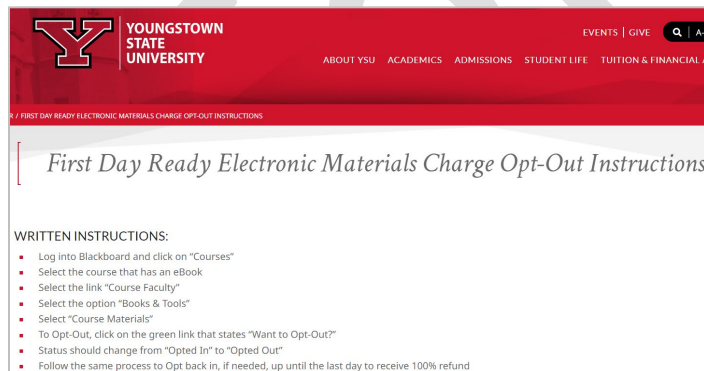 Y
YOUNGSTOWN
STATE
UNIVERSITY
EVENTS | GIVE
A-
ABOUT YSU ACADEMICS ADMISSIONS STUDENT LIFE TUITION & FINANCIAL A
R / FIRST DAY READY ELECTRONIC MATERIALS CHARGE OPT-OUT INSTRUCTIONS
First Day Ready Electronic Materials Charge Opt-Out Instructions
WRITTEN INSTRUCTIONS:
Log into Blackboard and click on “Courses”
Select the course that has an eBook
Select the link “Course Faculty”
Select the option “Books & Tools”
Select “Course Materials”
To Opt-Out, click on the green link that states “Want to Opt-Out?”
Status should change from “Opted In” to “Opted Out”
Follow the same process to Opt back in, if needed, up until the last day to receive 100% refund